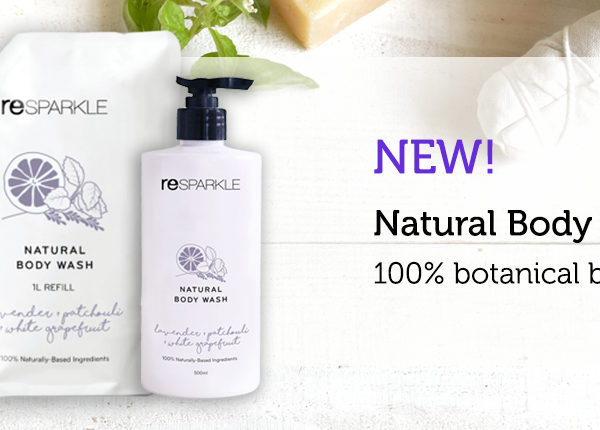 reSPARKLE
NATURAL
BODY WASH
1L REFILL
vender + patchouli
+ white grapefruit
100% Naturally-Based Ingredients
reSPARKLE
NATURAL
BODY WASH
lavender + patchouli
+ white grapefruit
100% Naturally-Based Ingredients
500ml
NEW!
Natural Body
100% botanical b